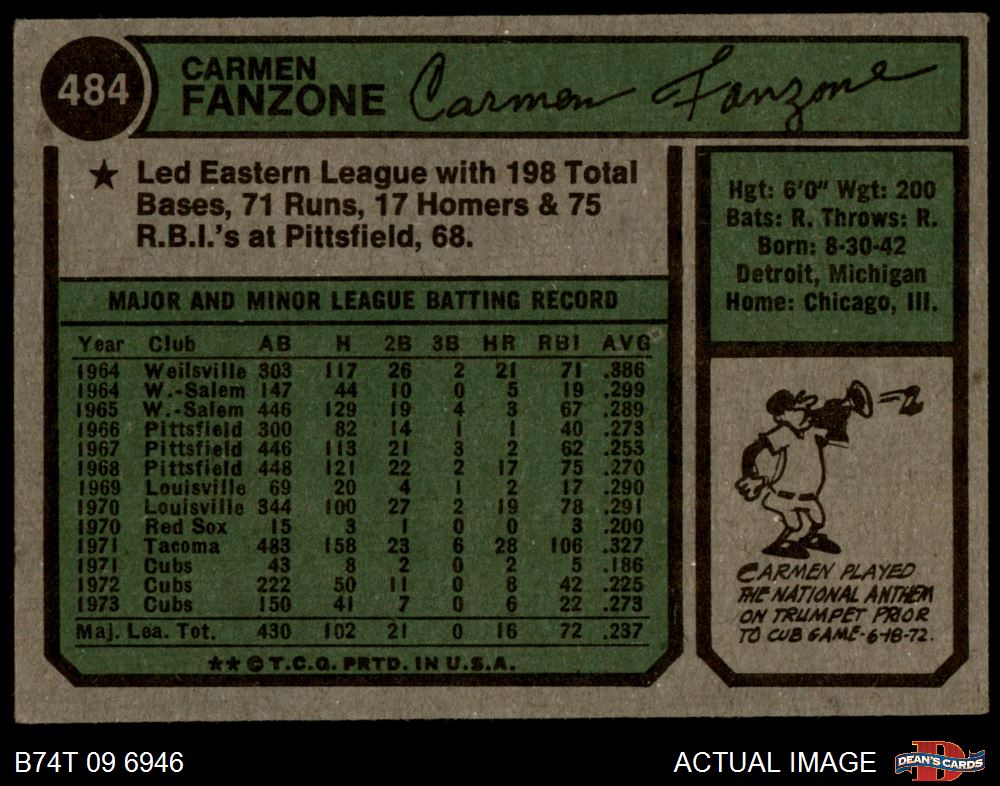 484
CARMEN
FANZONE
Carmen Fanzone
★ Led Eastern League with 198 Total
Bases, 71 Runs, 17 Homers & 75
R.B.I.'s at Pittsfield, 68.
MAJOR AND MINOR LEAGUE BATTING RECORD
Year Club AB H 2B 3B HR RBI AVG
1964 Wellsville 303 117 26 2 21 71 .386
1964 W.-Salem 147 44 10 0 5 19 .299
1965 W.-Salem 446 129 19 4 3 67 .289
1966 Pittsfield 300 82 14 1 1 40 .273
1967 Pittsfield 446 113 21 3 2 62 .253
1968 Pittsfield 448 121 22 2 17 75 .270
1969 Louisville 69 20 4 1 2 17 .290
1970 Louisville 344 100 27 2 19 78 .291
1970 Red Sox 15 3 1 0 0 3 .200
1971 Tacoma 483 158 23 6 28 106 .327
1971 Cubs 43 8 2 0 2 5 .186
1972 Cubs 222 50 11 0 8 42 .225
1973 Cubs 150 41 7 0 6 22 .273
Maj. Lea. Tot. 430 102 21 0 16 72 .237
★★ © T.C.G. PRTD. IN U.S.A.
Hgt: 6'0" Wgt: 200
Bats: R. Throws: R.
Born: 8-30-42
Detroit, Michigan
Home: Chicago, Ill.
CARMEN PLAYED
THE NATIONAL ANTHEM
ON TRUMPET PRIOR
TO CUB GAME-6-18-72.
B74T 09 6946
ACTUAL IMAGE
D
DEAN'S CARDS